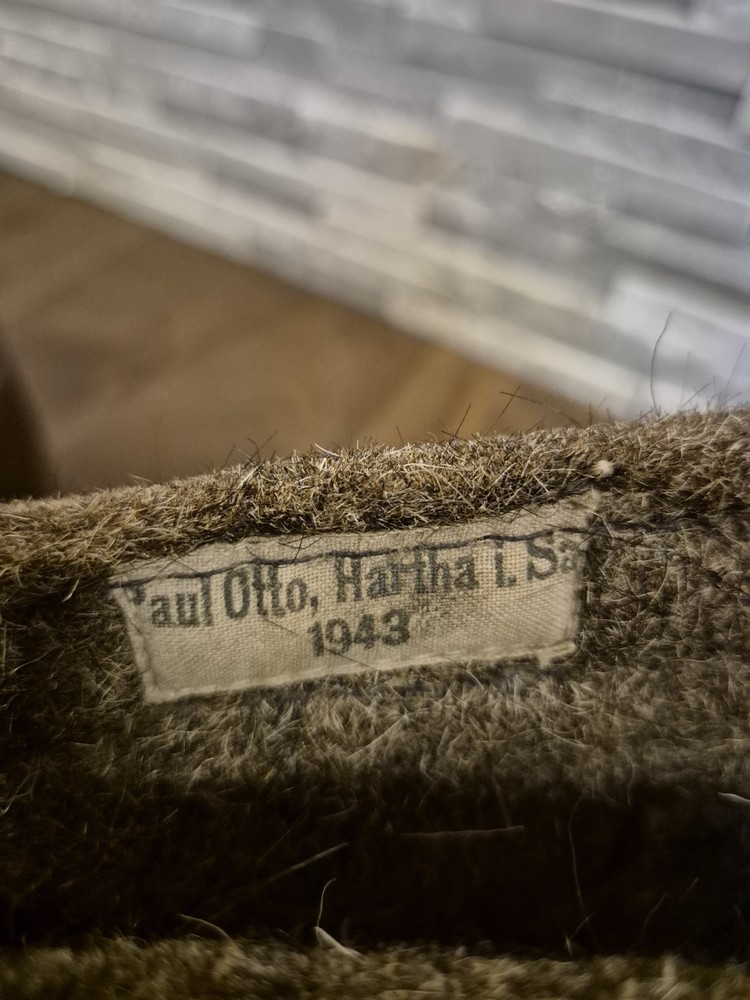 Paul Otto, Hartha i. Sa
1943